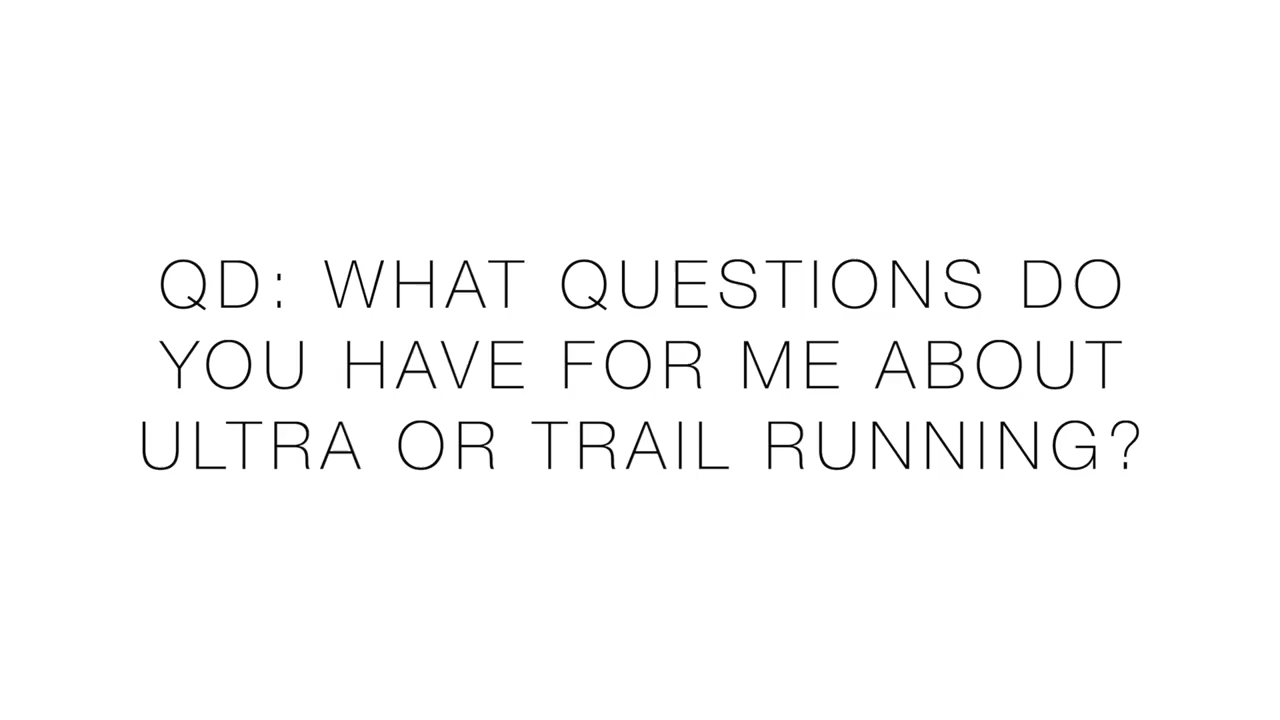 QD: WHAT QUESTIONS DO
YOU HAVE FOR ME ABOUT
ULTRA OR TRAIL RUNNING?